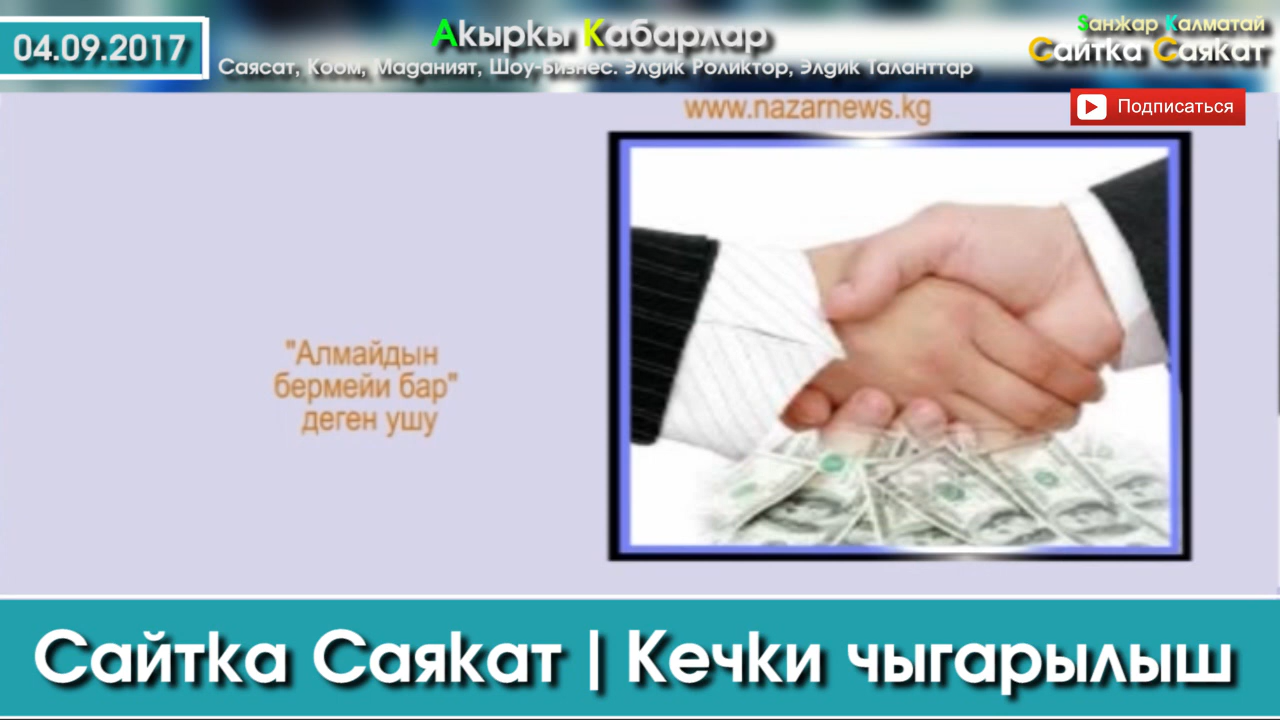 04.09.2017
Акыркы Кабарлар
Саясат, Коом, Маданият, Шоу-Бизнес. Элдик Роликтор, Элдик Таланттар
Sанжар Калматай
Сайтка Саякат
Подписаться
www.nazarnews.kg
"Алмайдын
бермейи бар"
деген ушу
Сайтка Саякат | Кечки чыгарылыш